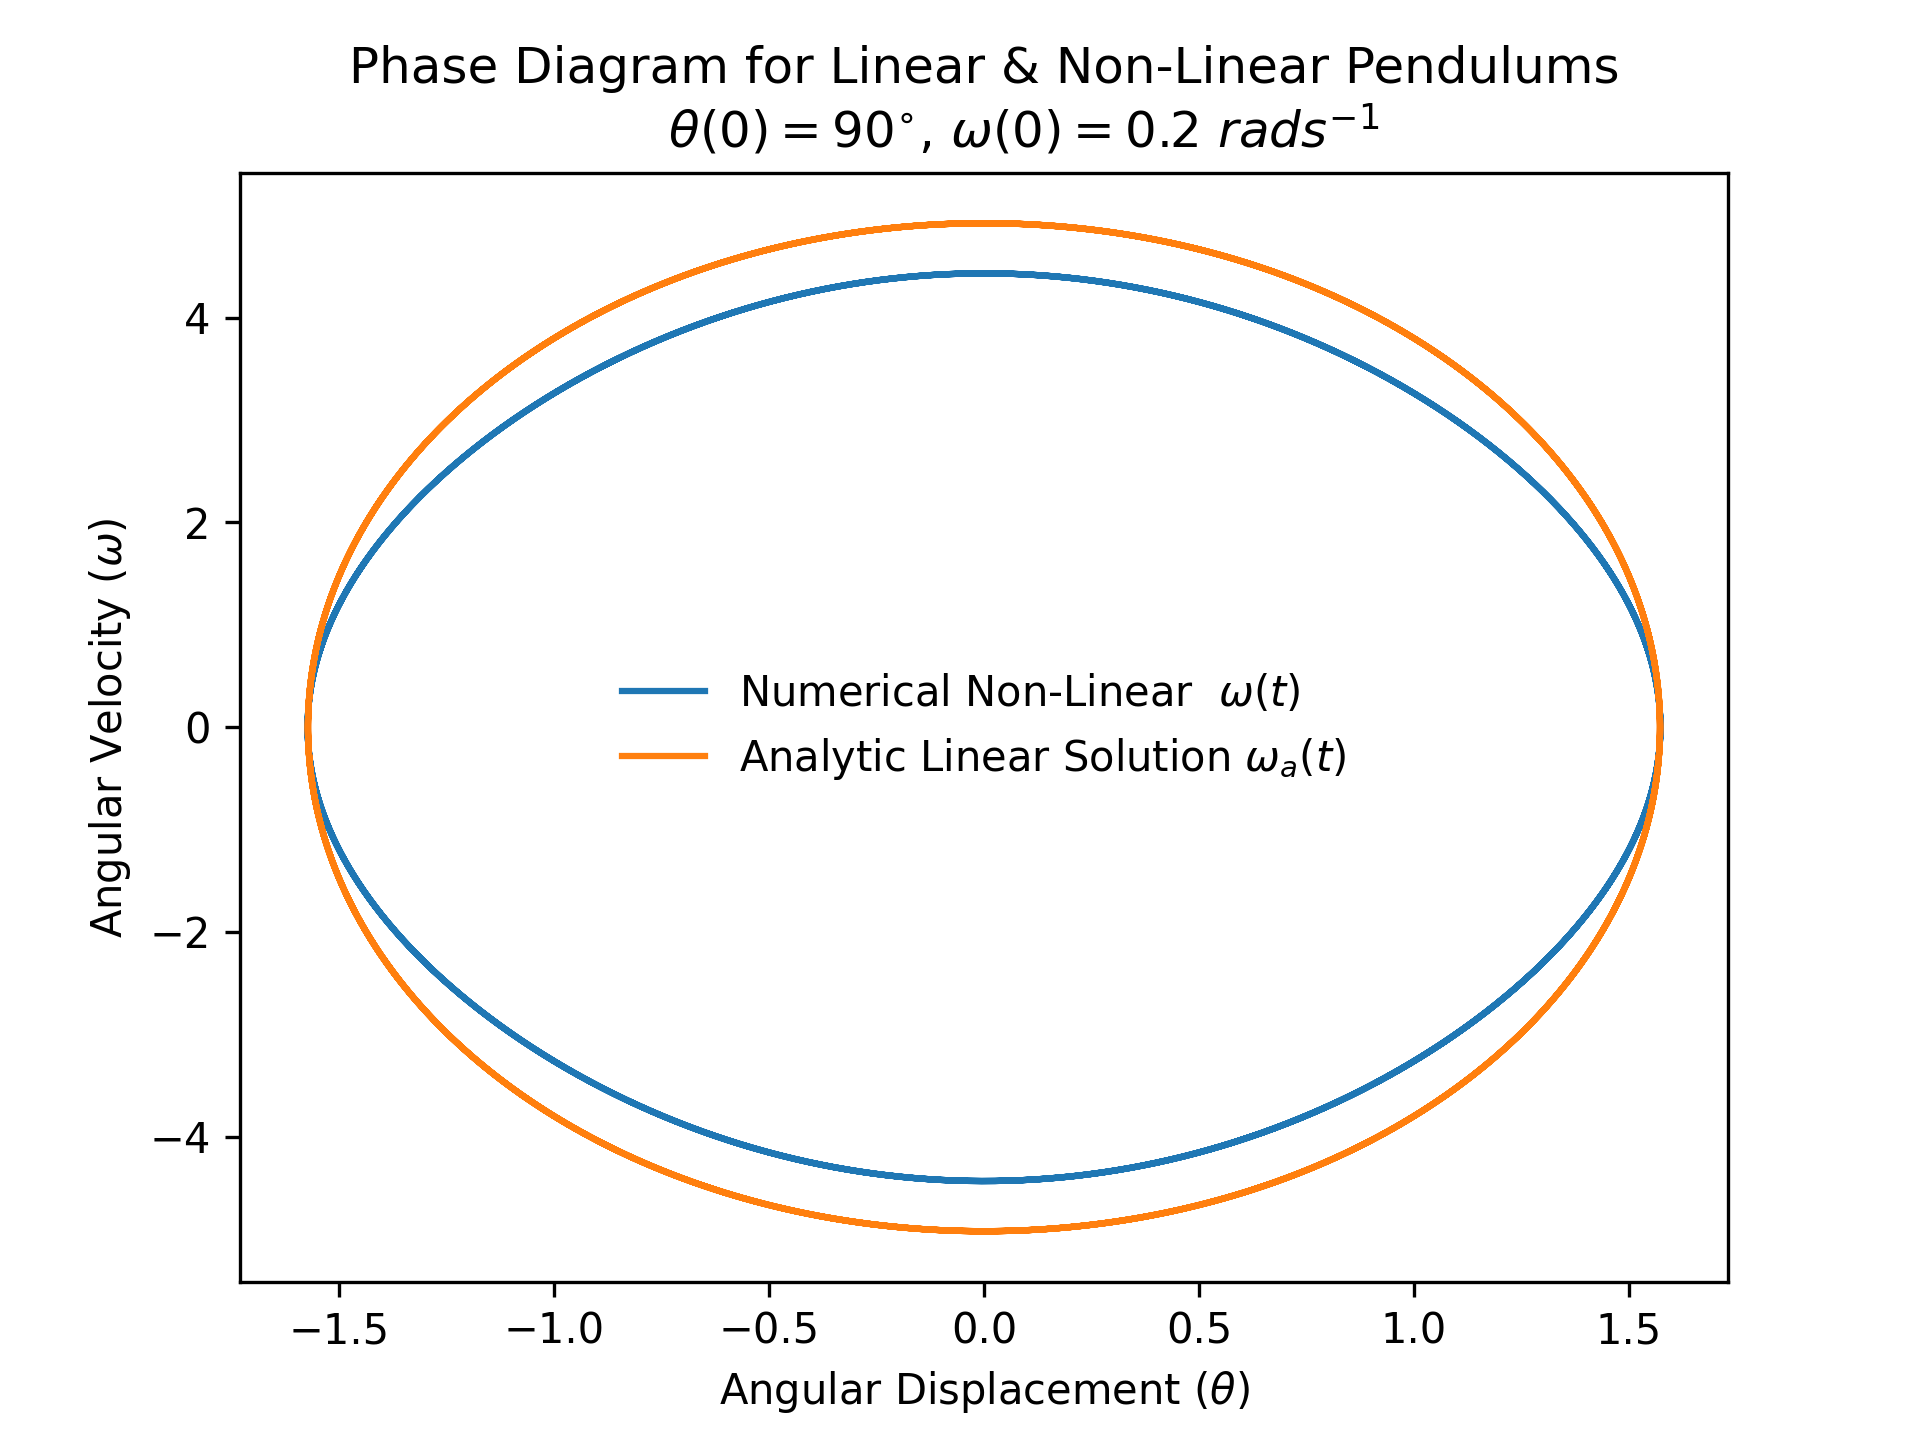 Phase Diagram for Linear & Non-Linear Pendulums
θ(0) = 90°, ω(0) = 0.2 rads⁻¹
Angular Velocity (ω)
4
2
0
−2
−4
Numerical Non-Linear ω(t)
Analytic Linear Solution ωₐ(t)
−1.5 −1.0 −0.5 0.0 0.5 1.0 1.5
Angular Displacement (θ)